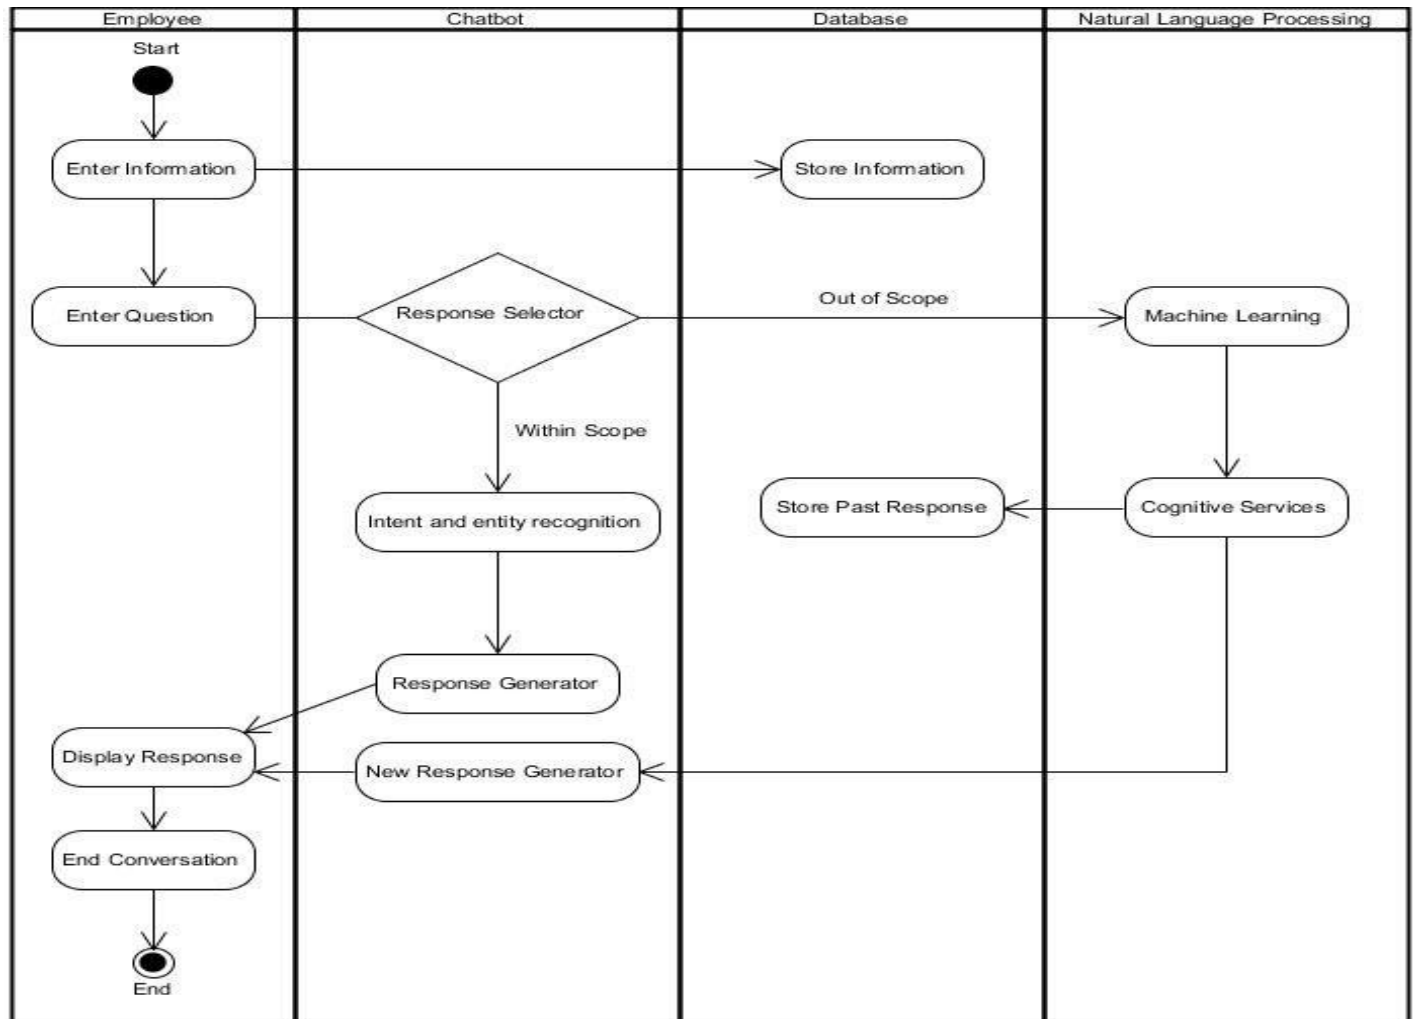 Employee
Chatbot
Database
Natural Language Processing
Start
Enter Information
Store Information
Enter Question
Response Selector
Out of Scope
Machine Learning
Within Scope
Intent and entity recognition
Store Past Response
Cognitive Services
Response Generator
Display Response
New Response Generator
End Conversation
End